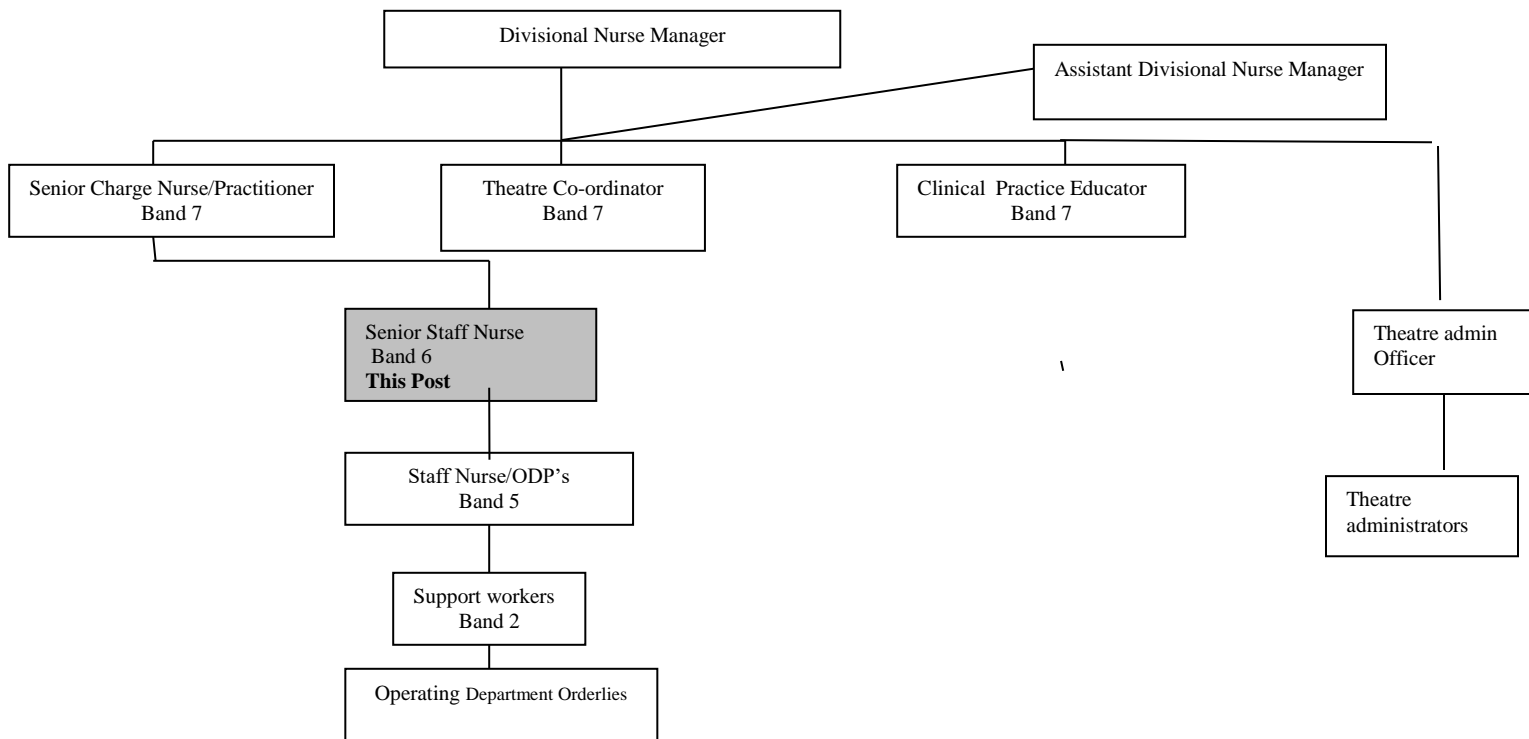 Divisional Nurse Manager
Assistant Divisional Nurse Manager
Senior Charge Nurse/Practitioner
Band 7
Theatre Co-ordinator
Band 7
Clinical Practice Educator
Band 7
Senior Staff Nurse
Band 6
This Post
Theatre admin
Officer
Staff Nurse/ODP’s
Band 5
Theatre
administrators
Support workers
Band 2
Operating Department Orderlies